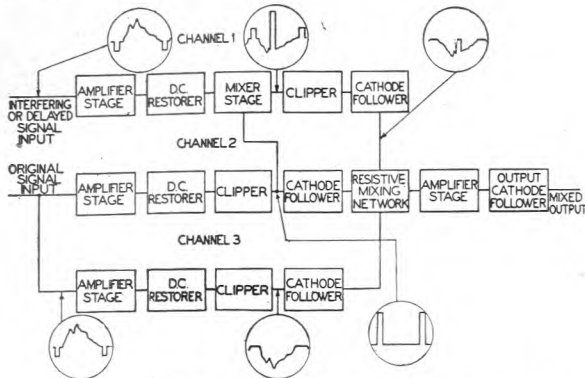 CHANNEL 1
AMPLIFIER
STAGE
D.C.
RESTORER
MIXER
STAGE
CLIPPER
CATHODE
FOLLOWER
INTERFERING
OR DELAYED
SIGNAL
INPUT
CHANNEL 2
ORIGINAL
SIGNAL
INPUT
AMPLIFIER
STAGE
D.C.
RESTORER
CLIPPER
CATHODE
FOLLOWER
RESISTIVE
MIXING
NETWORK
AMPLIFIER
STAGE
OUTPUT
CATHODE
FOLLOWER
MIXED
OUTPUT
CHANNEL 3
AMPLIFIER
STAGE
D.C.
RESTORER
CLIPPER
CATHODE
FOLLOWER